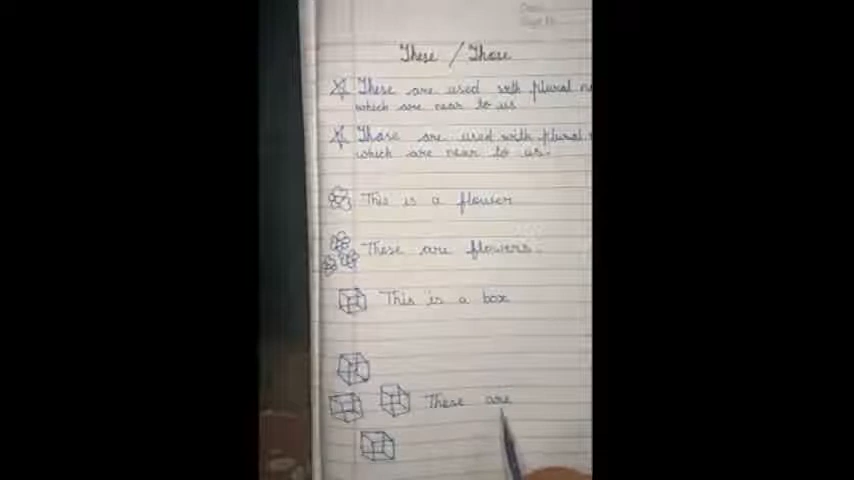 These / Those
These are used with plural
which are near to us
Those are used with plural
which are near to us.
This is a flower
These are flowers.
This is a box
These are